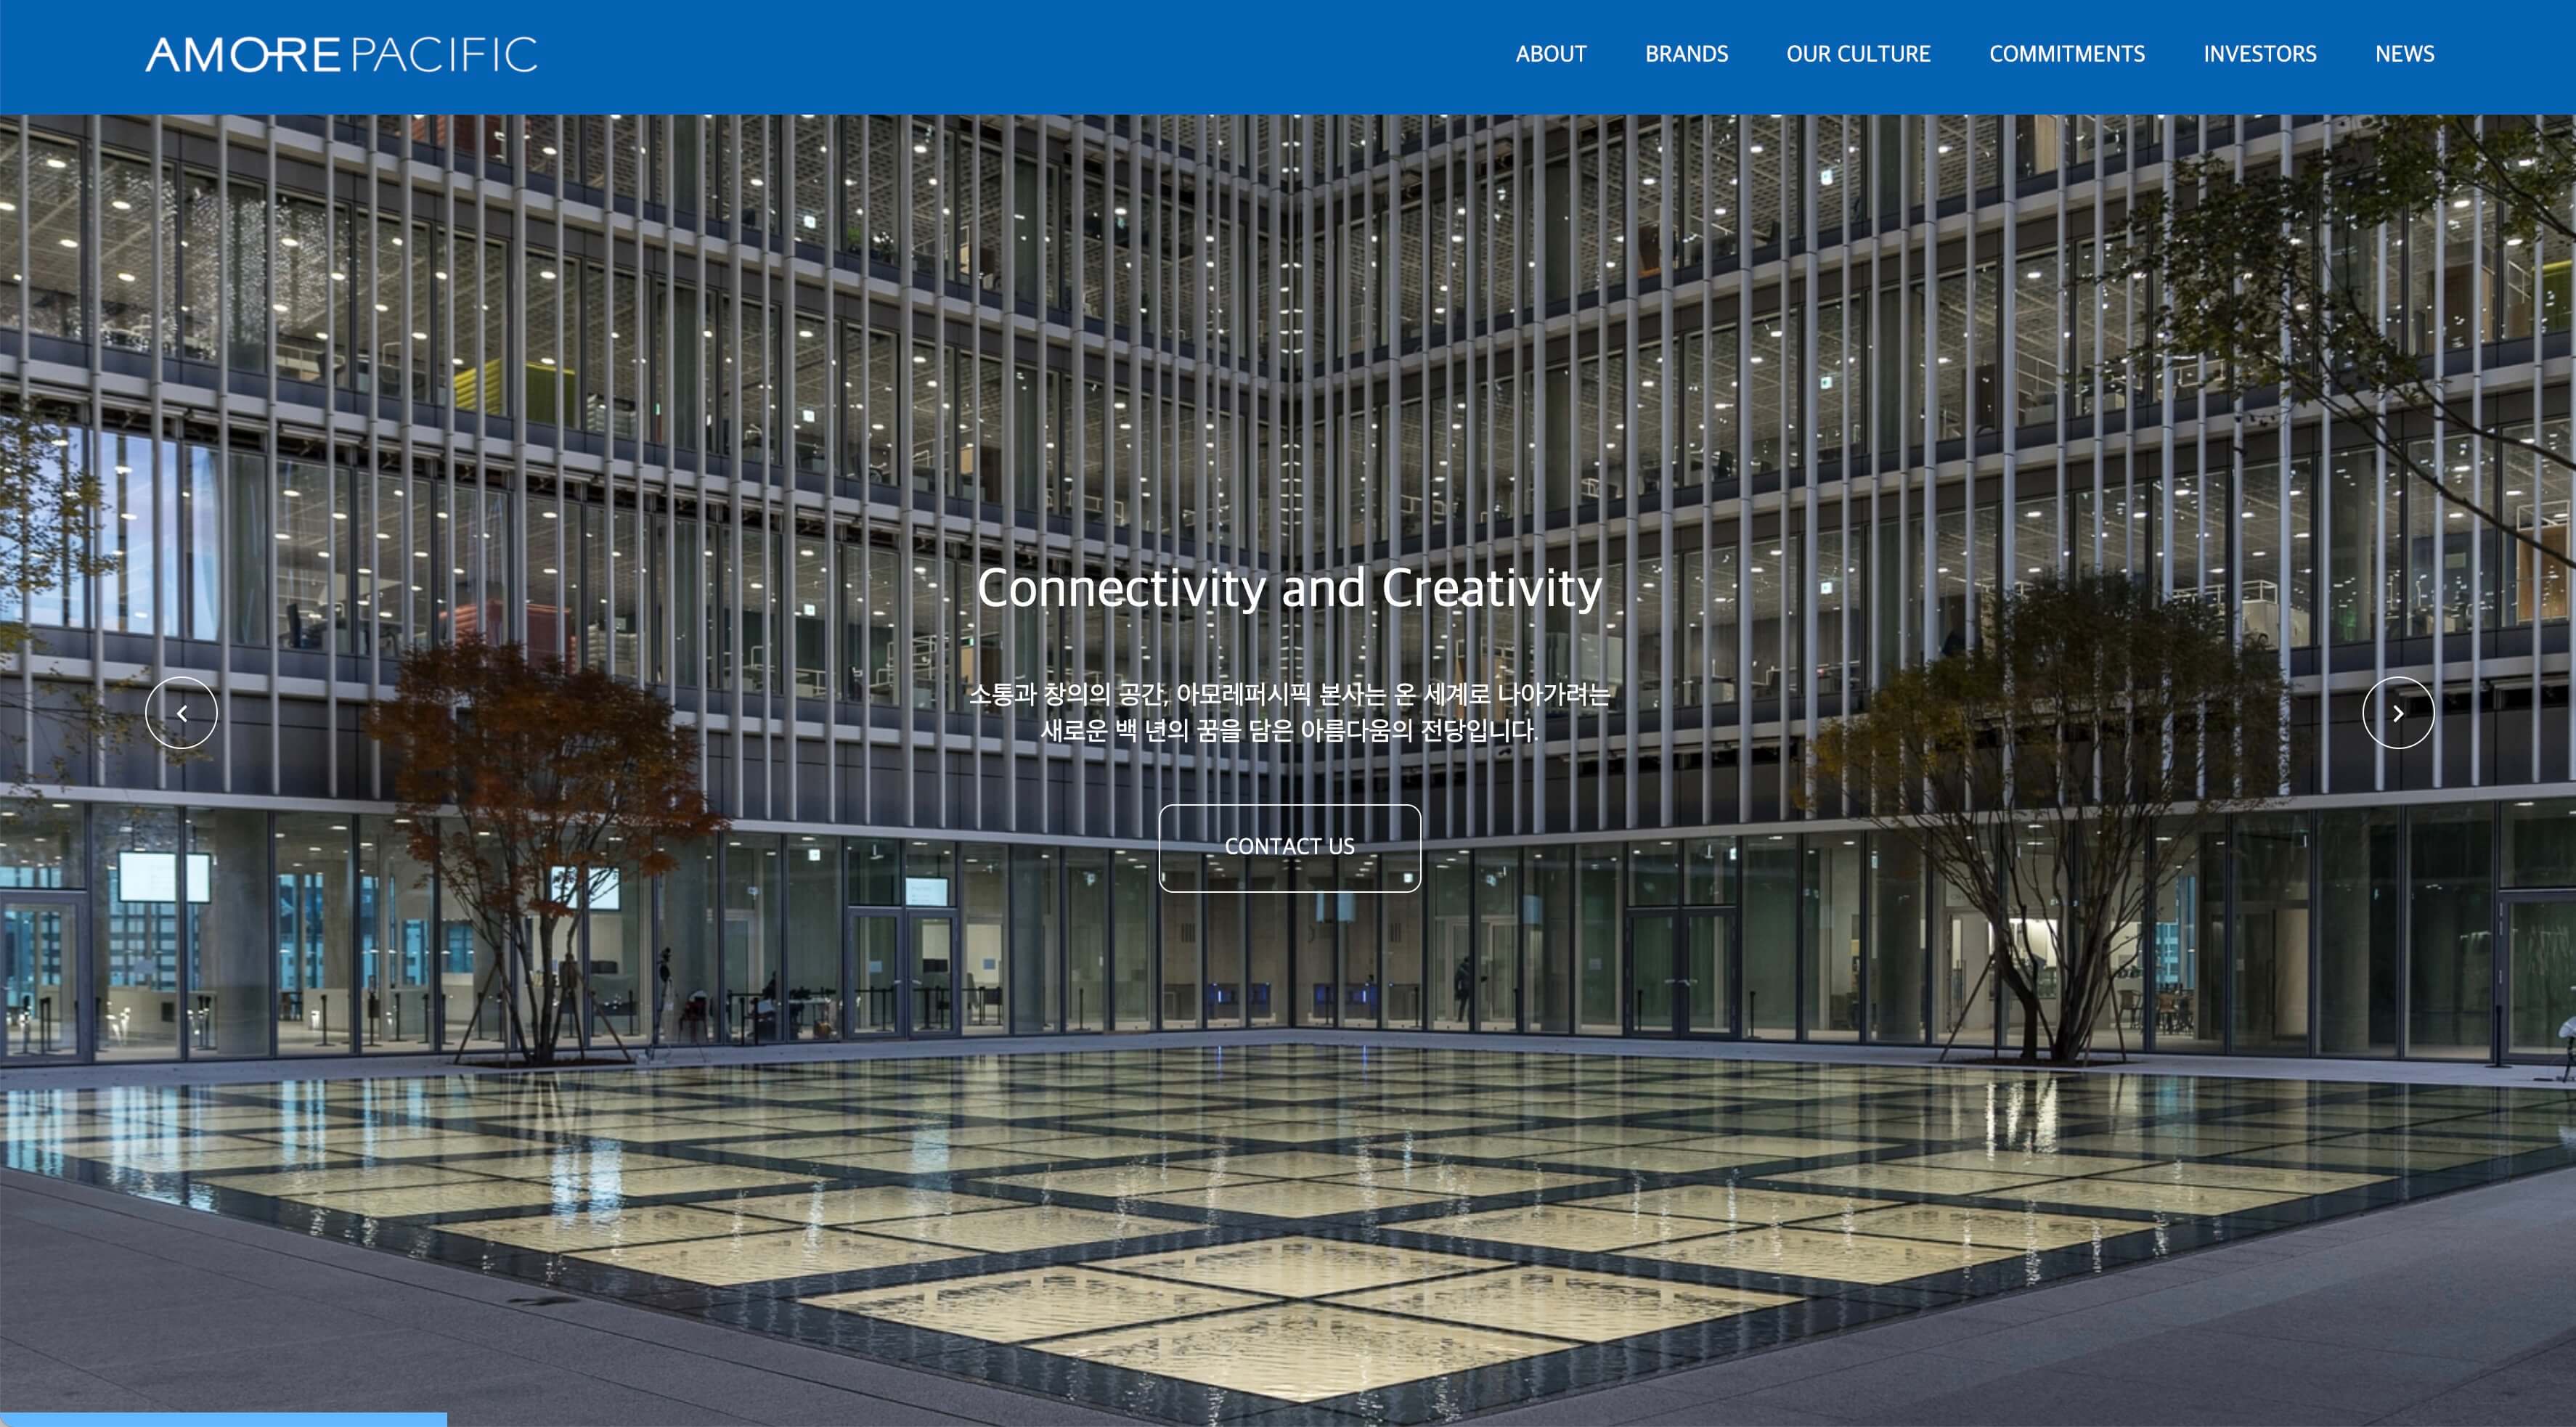 AMOREPACIFIC
ABOUT BRANDS OUR CULTURE COMMITMENTS INVESTORS NEWS
Connectivity and Creativity
소통과 창의의 공간, 아모레퍼시픽 본사는 온 세계로 나아가려는
새로운 백 년의 꿈을 담은 아름다움의 전당입니다.
CONTACT US